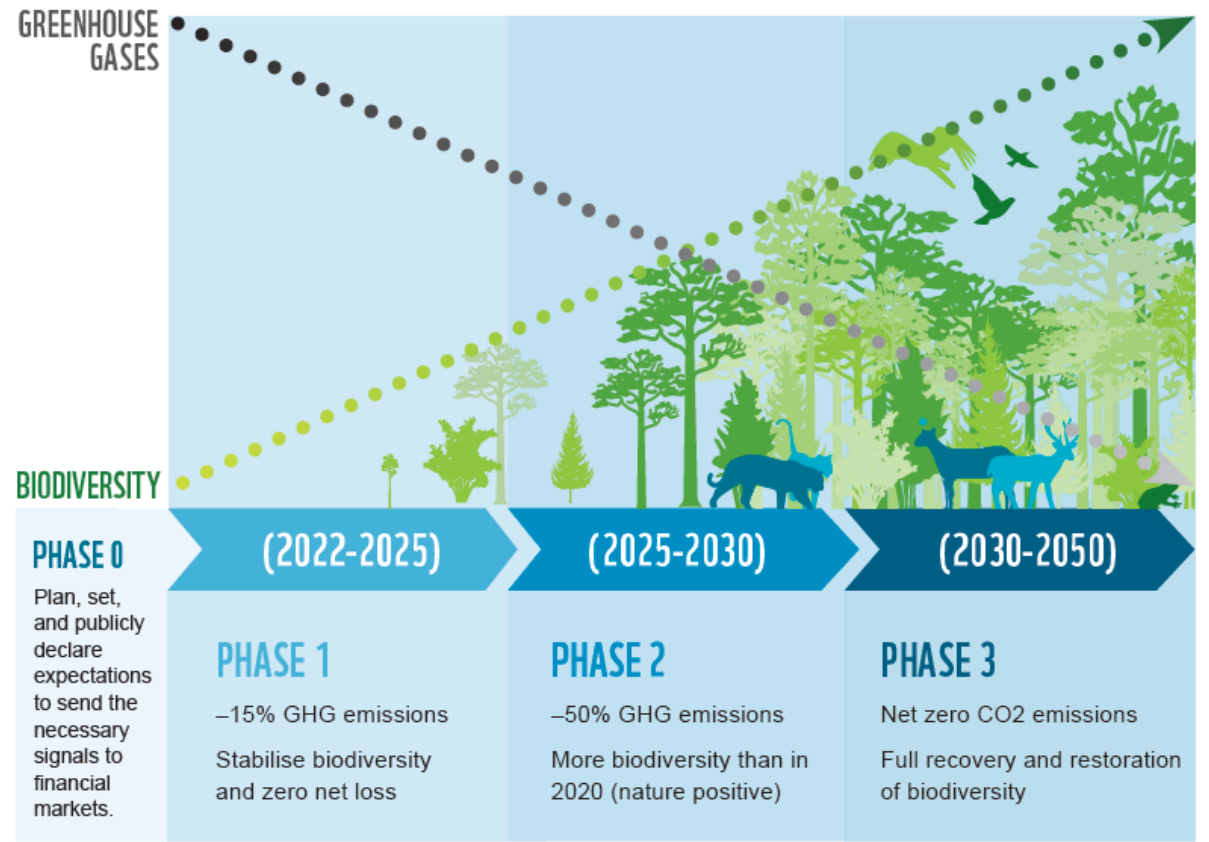 GREENHOUSE
GASES
BIODIVERSITY
PHASE 0
Plan, set,
and publicly
declare
expectations
to send the
necessary
signals to
financial
markets.
(2022-2025)
PHASE 1
–15% GHG emissions
Stabilise biodiversity
and zero net loss
(2025-2030)
PHASE 2
–50% GHG emissions
More biodiversity than in
2020 (nature positive)
(2030-2050)
PHASE 3
Net zero CO2 emissions
Full recovery and restoration
of biodiversity